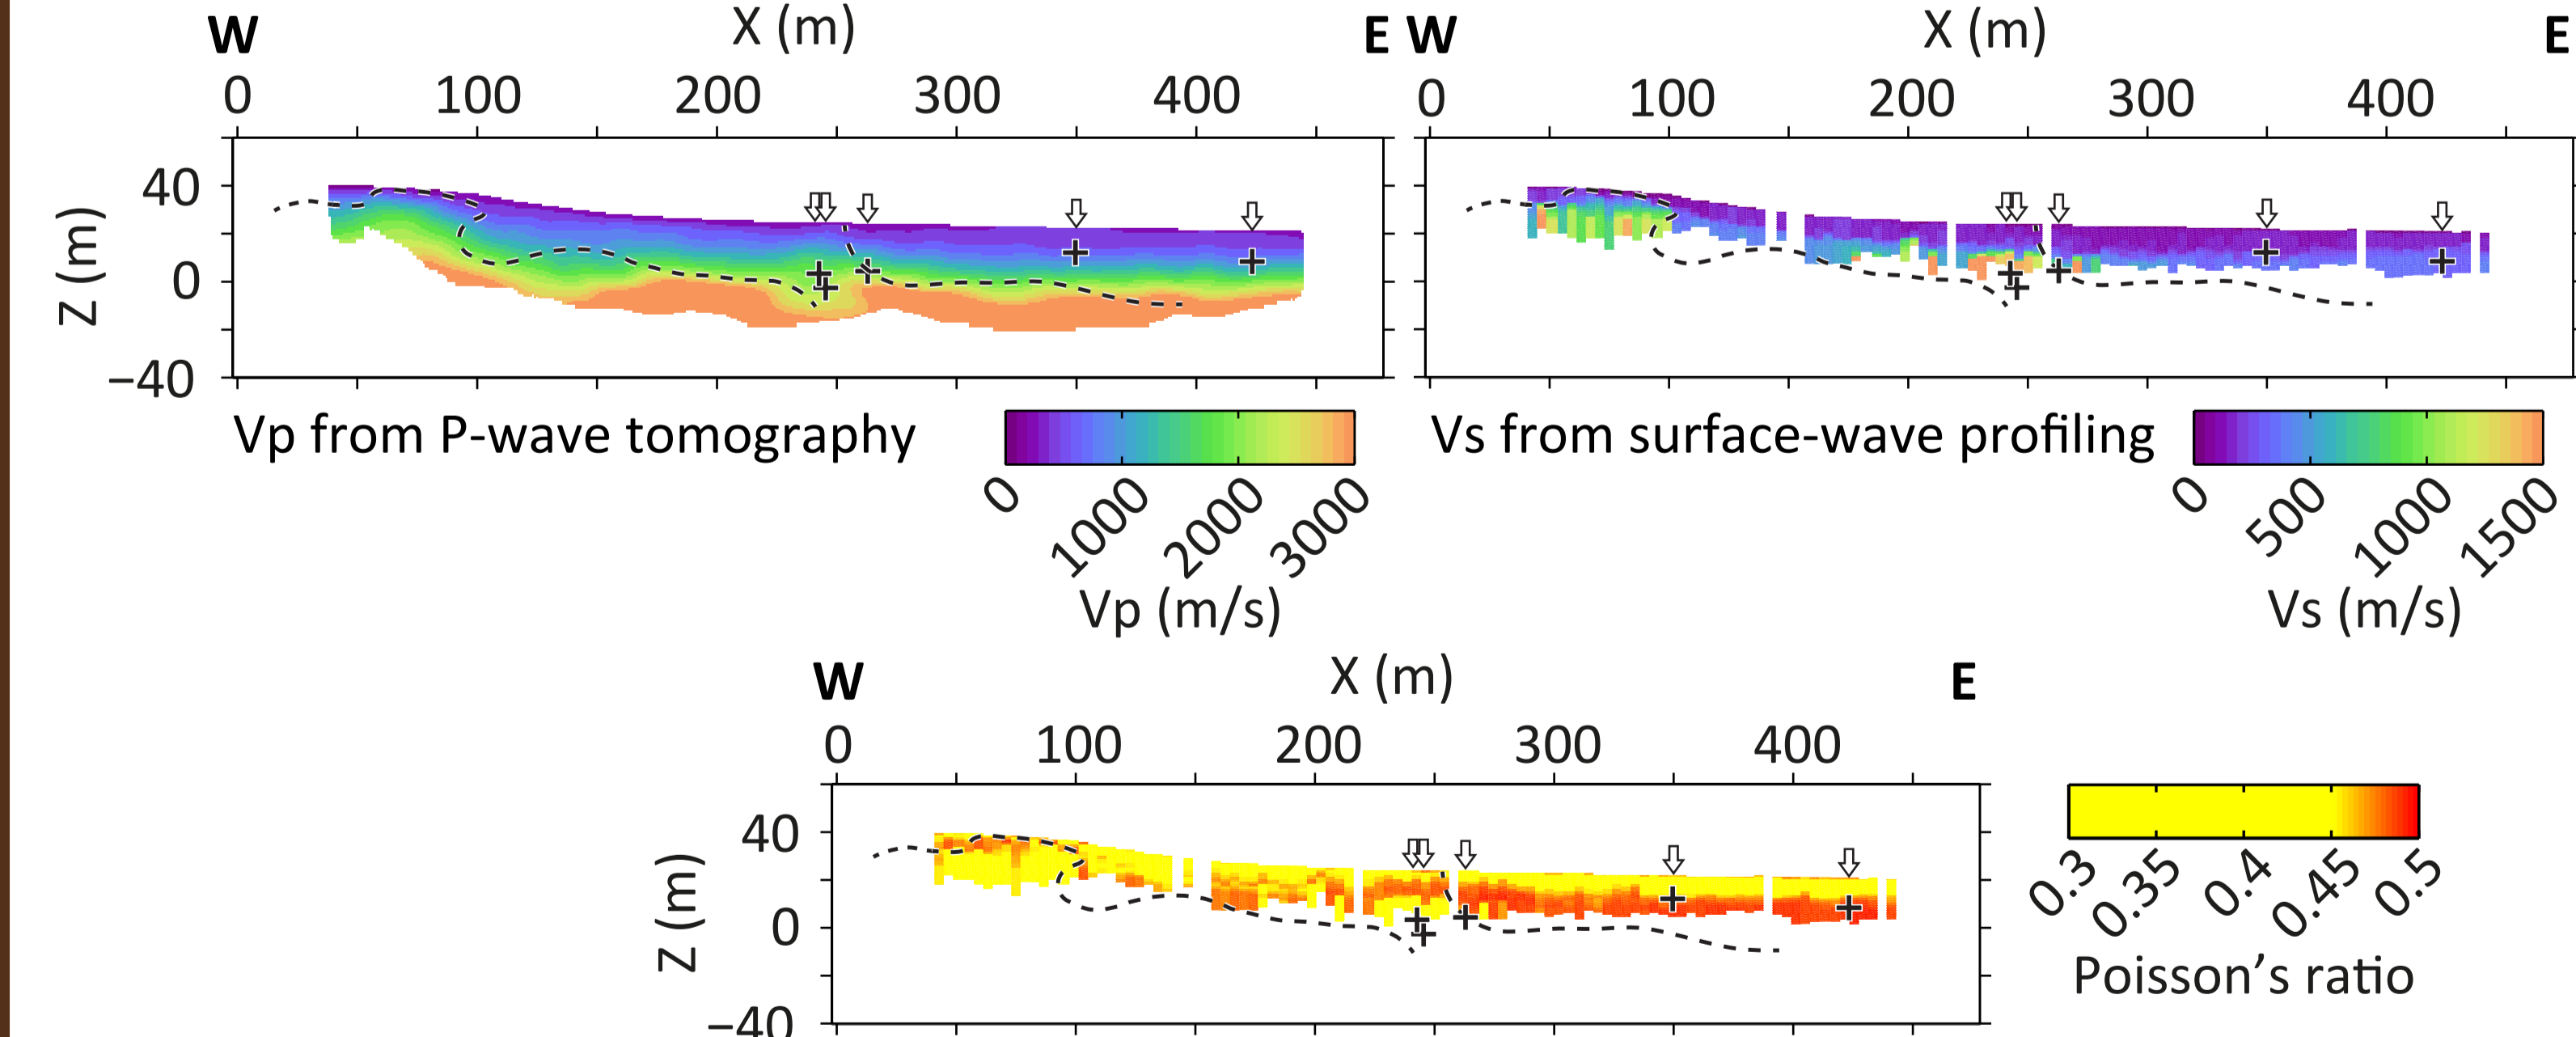 W X (m) E
0 100 200 300 400
Z (m)
40
0
−40
Vp from P-wave tomography
0 1000 2000 3000
Vp (m/s)
W X (m) E
0 100 200 300 400
Vs from surface-wave profiling
0 500 1000 1500
Vs (m/s)
W X (m) E
0 100 200 300 400
Z (m)
40
0
−40
0.3 0.35 0.4 0.45 0.5
Poisson’s ratio